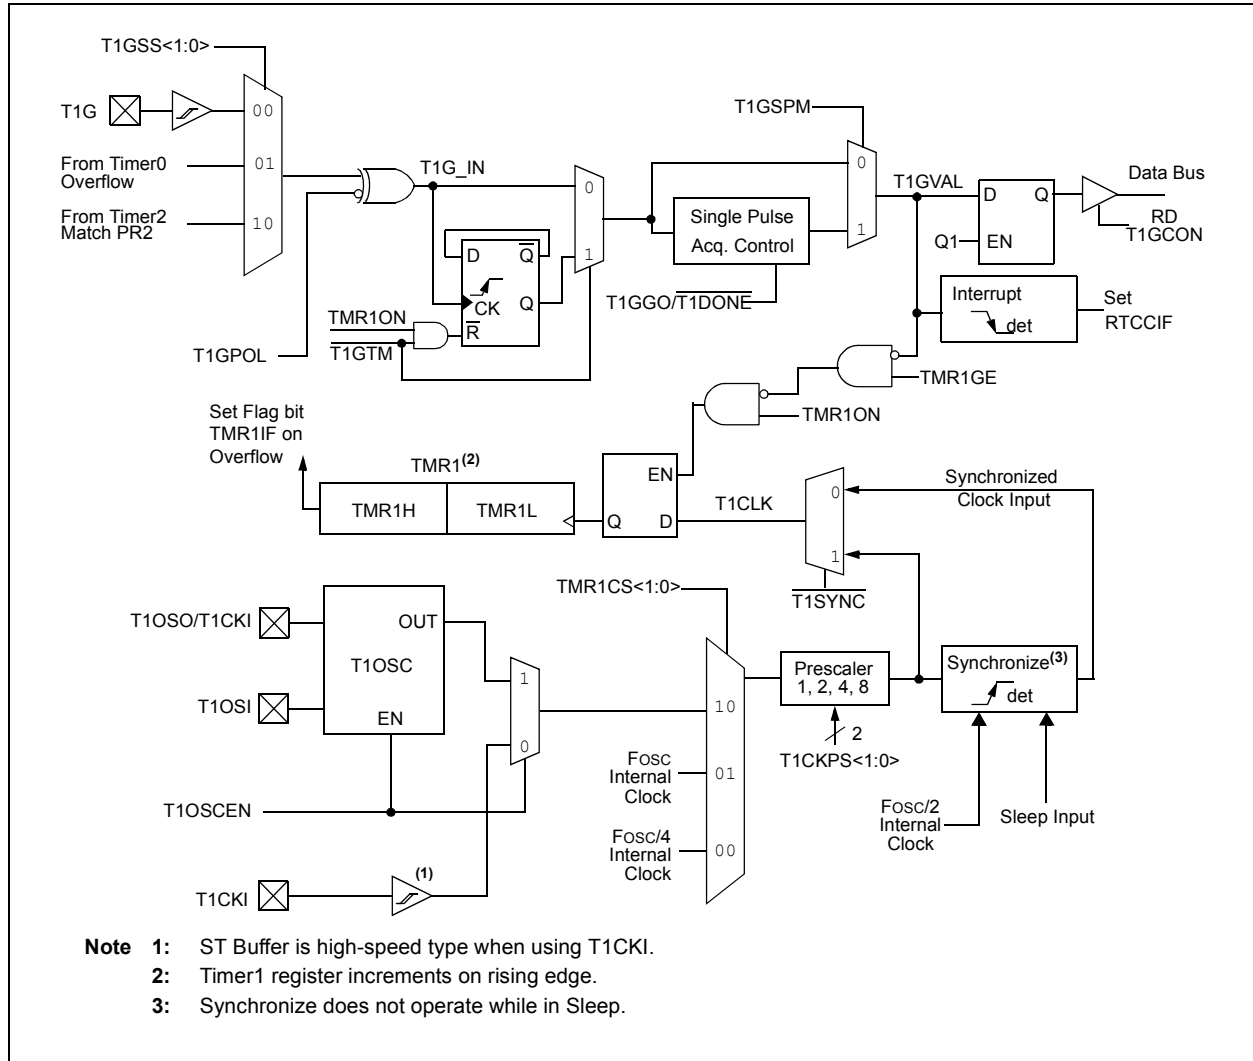 T1GSS<1:0>
T1G
00
From Timer0
Overflow
01
From Timer2
Match PR2
10
T1GPOL
T1G_IN
D
Q
CK
Q
R
TMR1ON
T1GTM
0
1
Single Pulse
Acq. Control
T1GGO/T1DONE
T1GSPM
0
1
T1GVAL
D
Q
Q1
EN
Data Bus
RD
T1GCON
Interrupt
det
Set
RTCCIF
TMR1GE
TMR1ON
Set Flag bit
TMR1IF on
Overflow
TMR1(2)
TMR1H
TMR1L
EN
Q
D
T1CLK
0
1
T1SYNC
Synchronized
Clock Input
T1OSO/T1CKI
T1OSI
OUT
T1OSC
EN
T1OSCEN
T1CKI
(1)
1
0
TMR1CS<1:0>
10
FOSC
Internal
Clock
01
FOSC/4
Internal
Clock
00
Prescaler
1, 2, 4, 8
2
T1CKPS<1:0>
Synchronize(3)
det
FOSC/2
Internal
Clock
Sleep Input
Note 1: ST Buffer is high-speed type when using T1CKI.
2: Timer1 register increments on rising edge.
3: Synchronize does not operate while in Sleep.